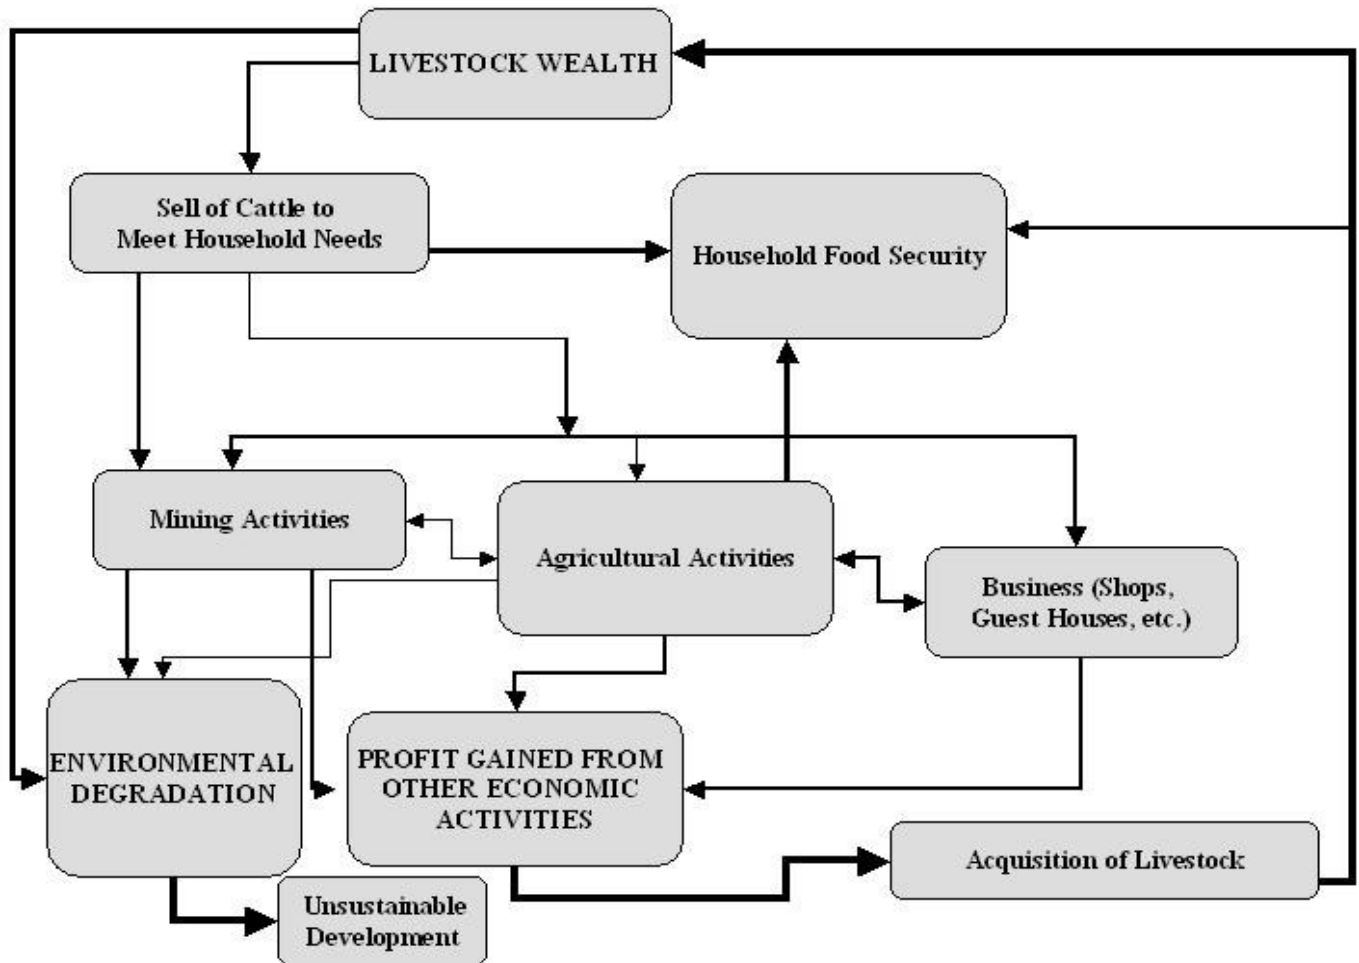 LIVESTOCK WEALTH
Sell of Cattle to
Meet Household Needs
Household Food Security
Mining Activities
Agricultural Activities
Business (Shops,
Guest Houses, etc.)
ENVIRONMENTAL
DEGRADATION
PROFIT GAINED FROM
OTHER ECONOMIC
ACTIVITIES
Acquisition of Livestock
Unsustainable
Development